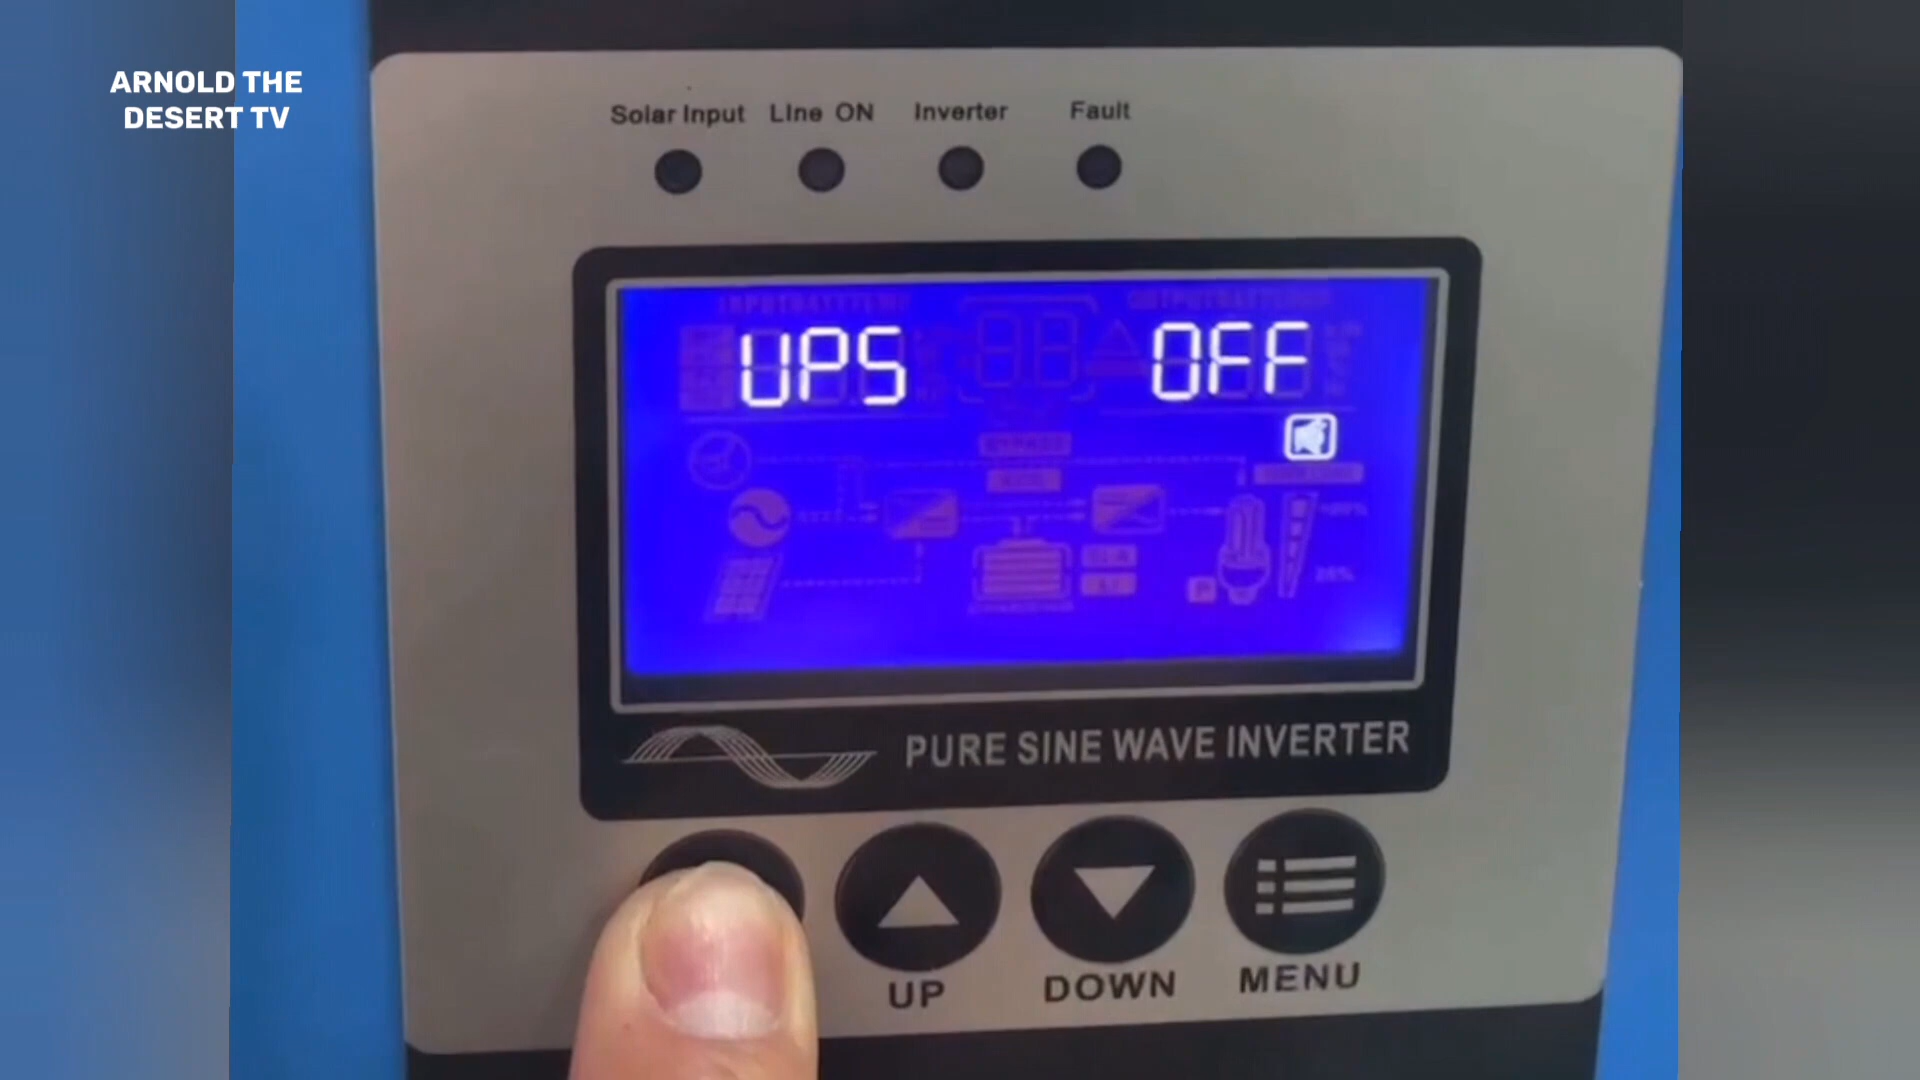 ARNOLD THE
DESERT TV
Solar Input LIne ON Inverter Fault
UPS OFF
PURE SINE WAVE INVERTER
UP DOWN MENU